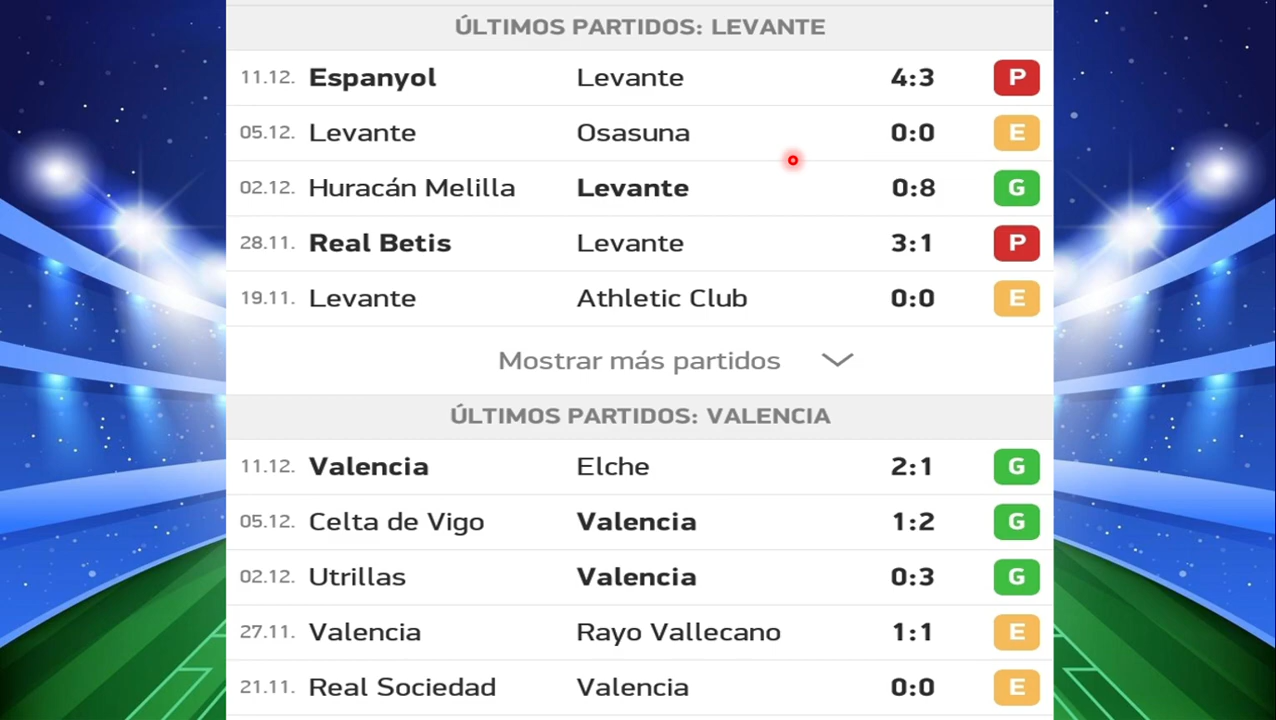 ÚLTIMOS PARTIDOS: LEVANTE
11.12. Espanyol Levante 4:3 P
05.12. Levante Osasuna 0:0 E
02.12. Huracán Melilla Levante 0:8 G
28.11. Real Betis Levante 3:1 P
19.11. Levante Athletic Club 0:0 E
Mostrar más partidos
ÚLTIMOS PARTIDOS: VALENCIA
11.12. Valencia Elche 2:1 G
05.12. Celta de Vigo Valencia 1:2 G
02.12. Utrillas Valencia 0:3 G
27.11. Valencia Rayo Vallecano 1:1 E
21.11. Real Sociedad Valencia 0:0 E